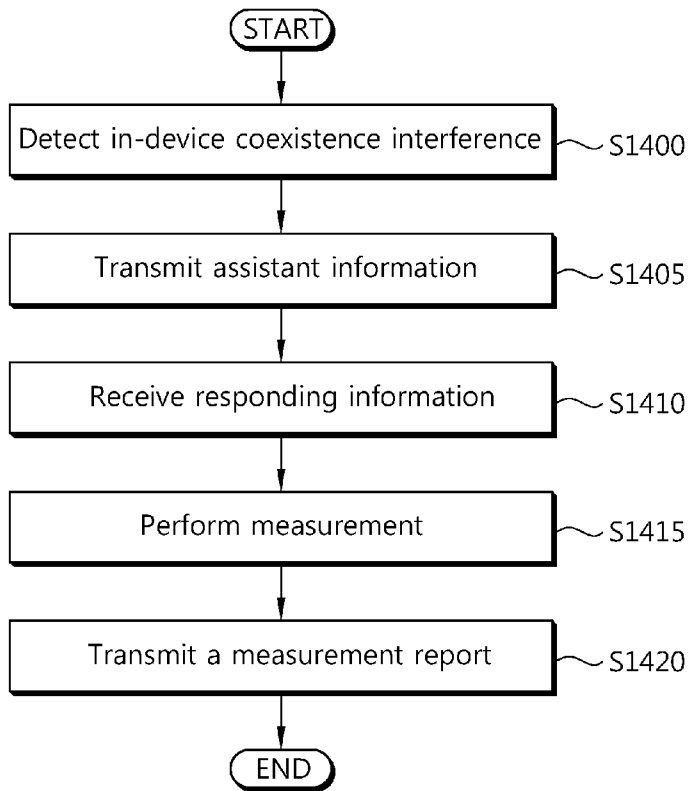 START
Detect in-device coexistence interference
S1400
Transmit assistant information
S1405
Receive responding information
S1410
Perform measurement
S1415
Transmit a measurement report
S1420
END